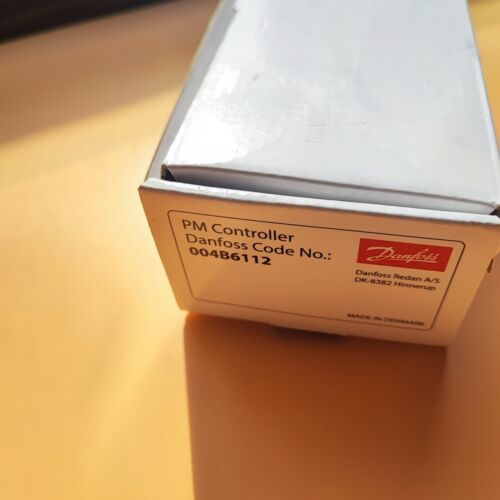 PM Controller
Danfoss Code No.:
004B6112
Danfoss
Danfoss Redan A/S
DK-8382 Hinnerup
MADE IN DENMARK